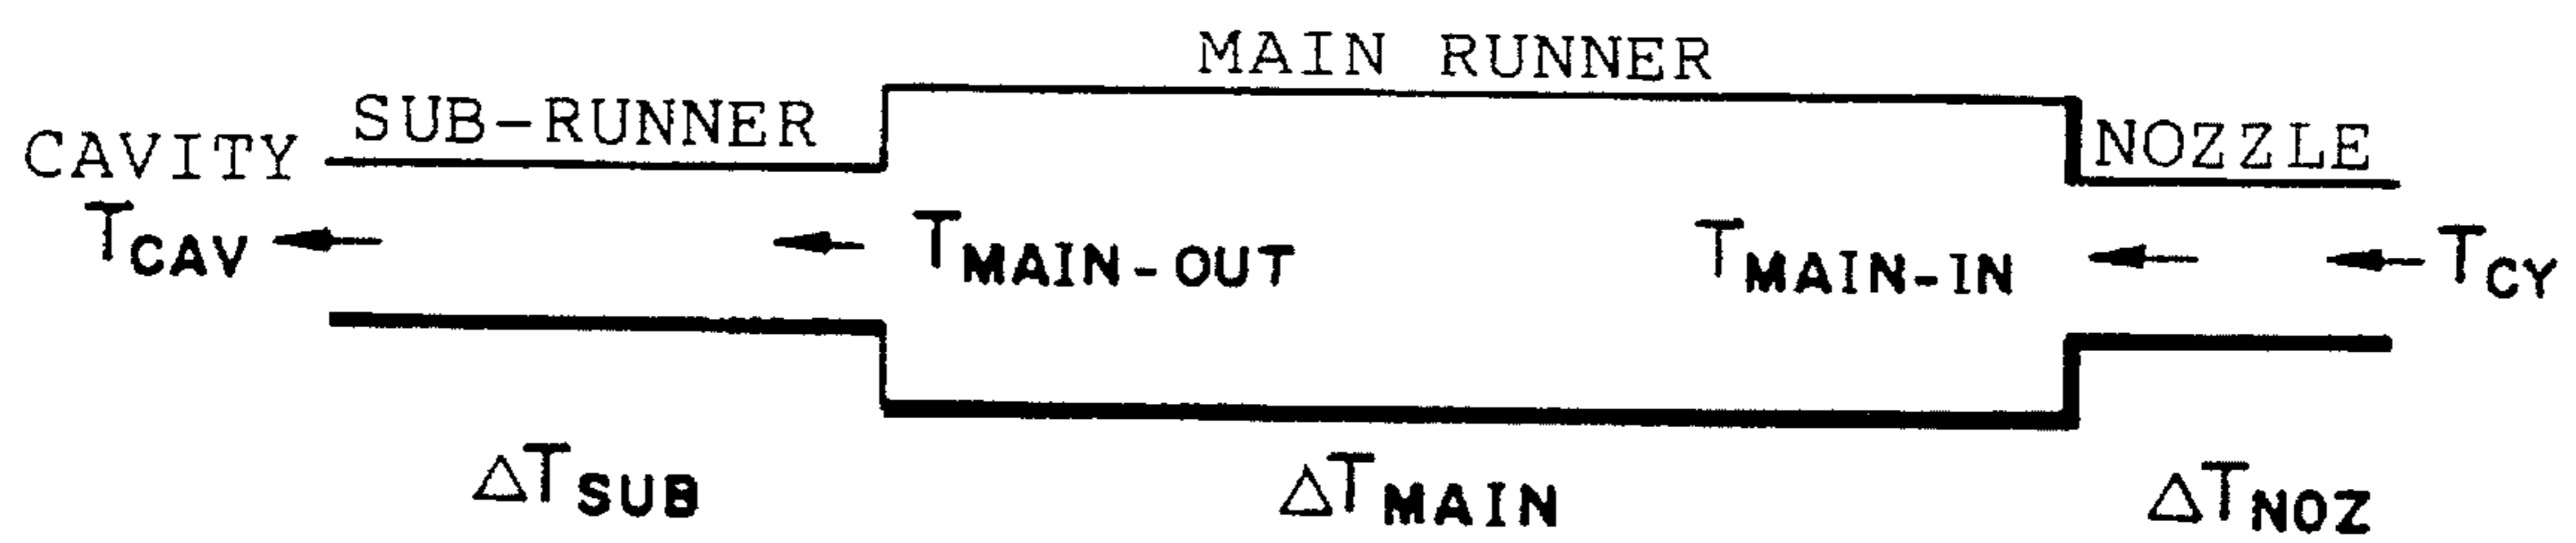 MAIN RUNNER
SUB-RUNNER
CAVITY
NOZZLE
TCAV
TMAIN-OUT
TMAIN-IN
TCY
ΔTSUB
ΔTMAIN
ΔTNOZ